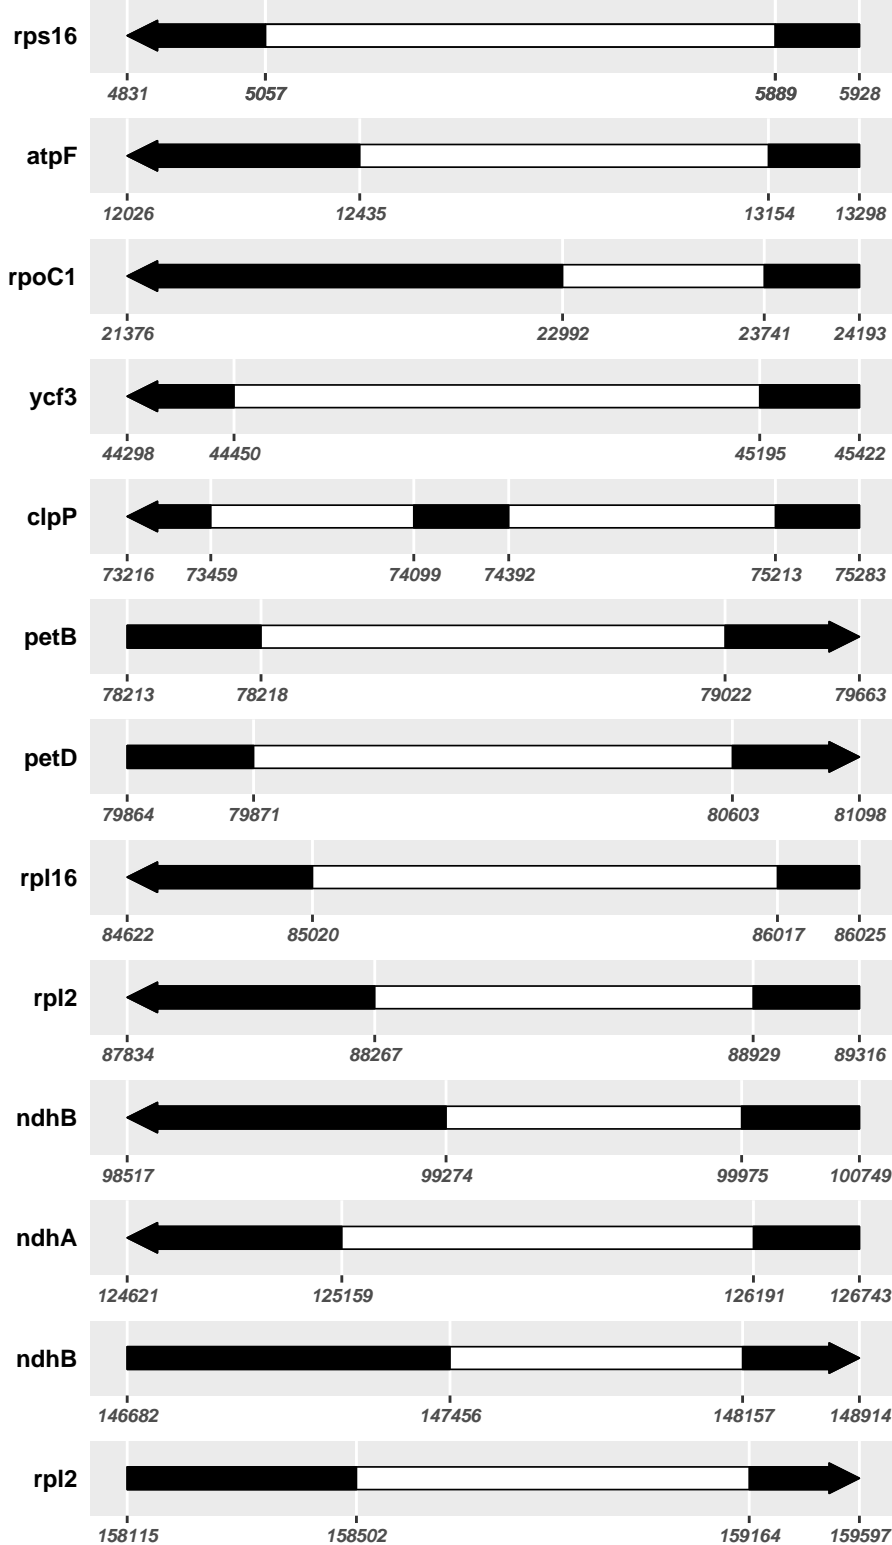 rps16
4831 5057 5889 5928
atpF
12026 12435 13154 13298
rpoC1
21376 22992 23741 24193
ycf3
44298 44450 45195 45422
clpP
73216 73459 74099 74392 75213 75283
petB
78213 78218 79022 79663
petD
79864 79871 80603 81098
rpl16
84622 85020 86017 86025
rpl2
87834 88267 88929 89316
ndhB
98517 99274 99975 100749
ndhA
124621 125159 126191 126743
ndhB
146682 147456 148157 148914
rpl2
158115 158502 159164 159597